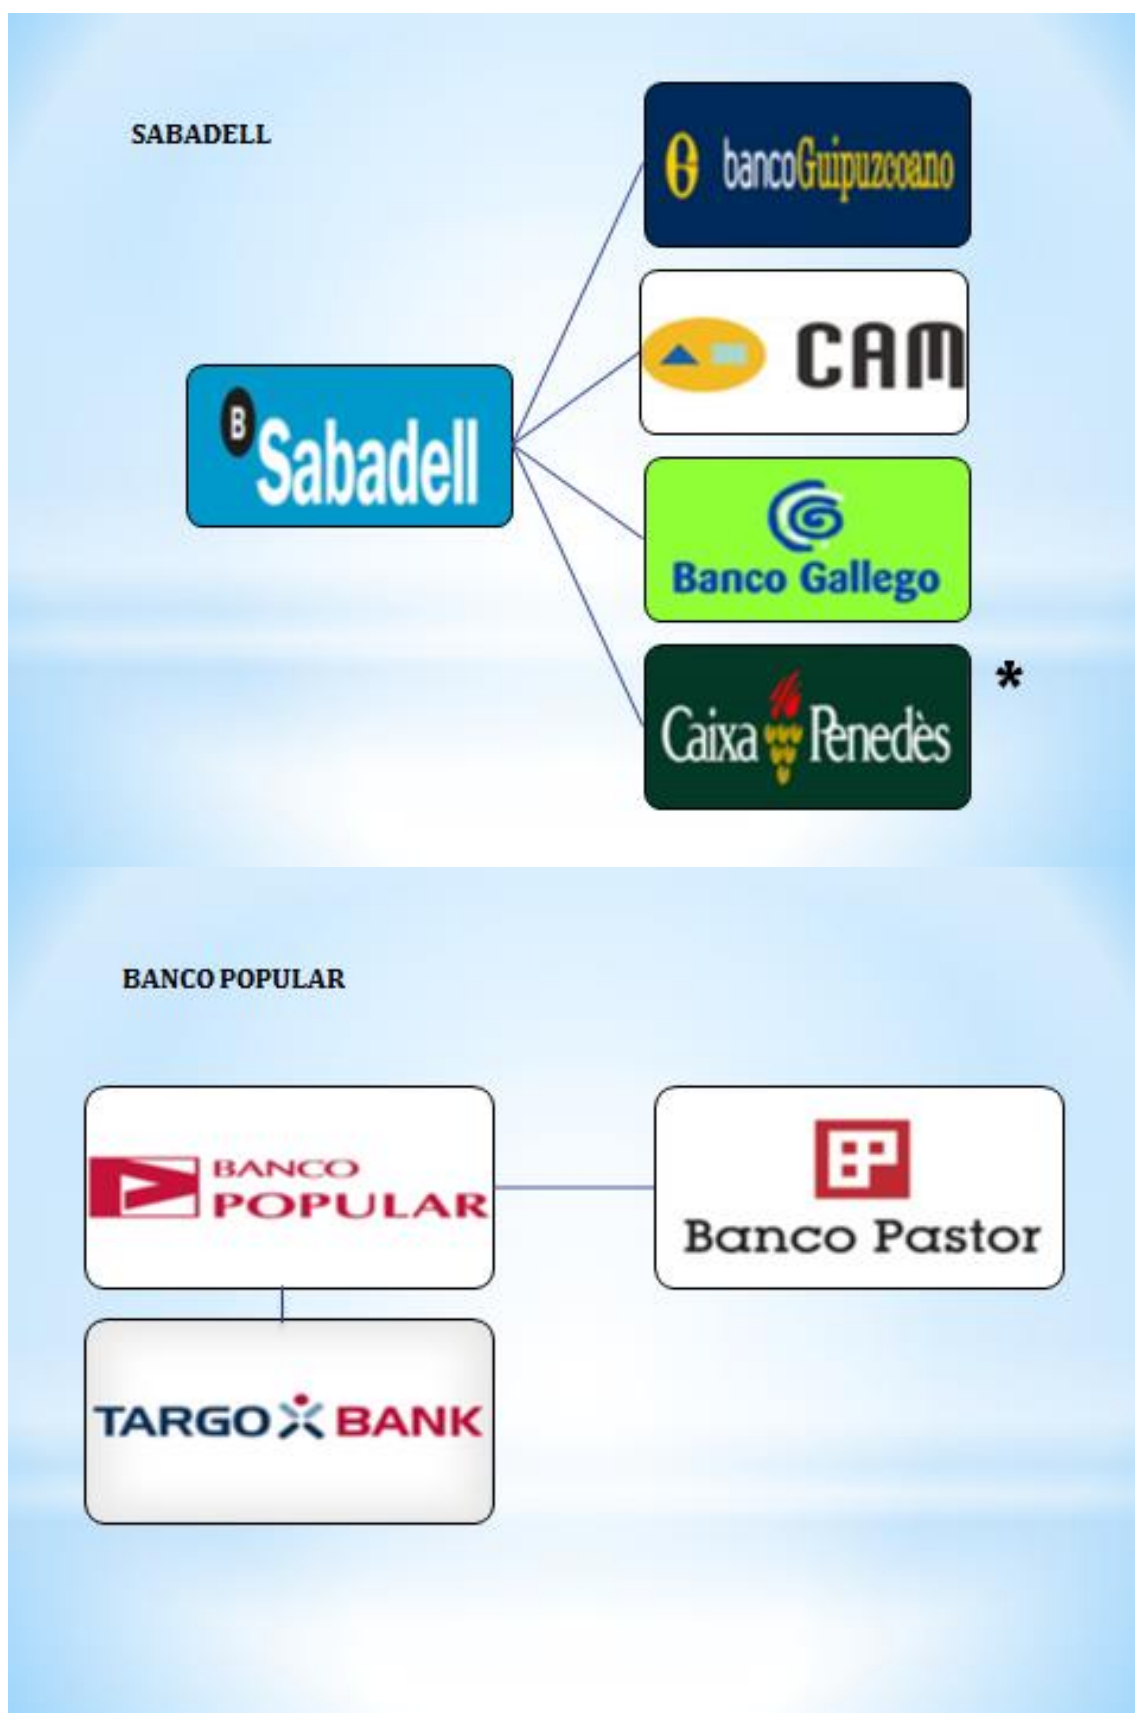 SABADELL
bancoGuipuzcoano
CAM
B
Sabadell
Banco Gallego
Caixa Penedès
*
BANCO POPULAR
BANCO
POPULAR
Banco Pastor
TARGO BANK